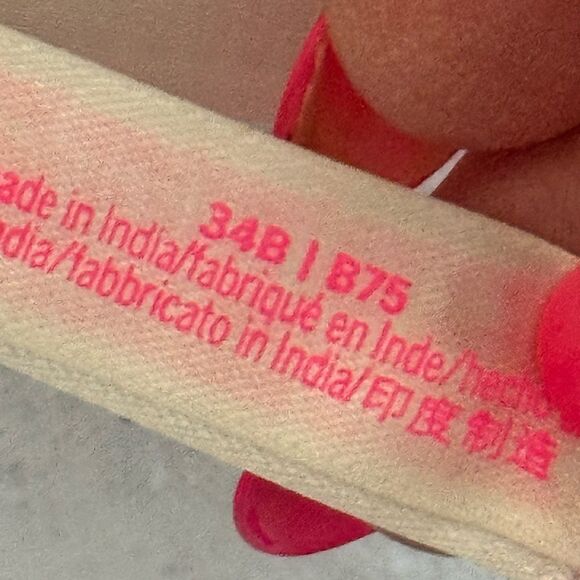 34B | B75
ade in India/fabriqué en Inde/hecho
ndia/fabbricato in India/印度制造